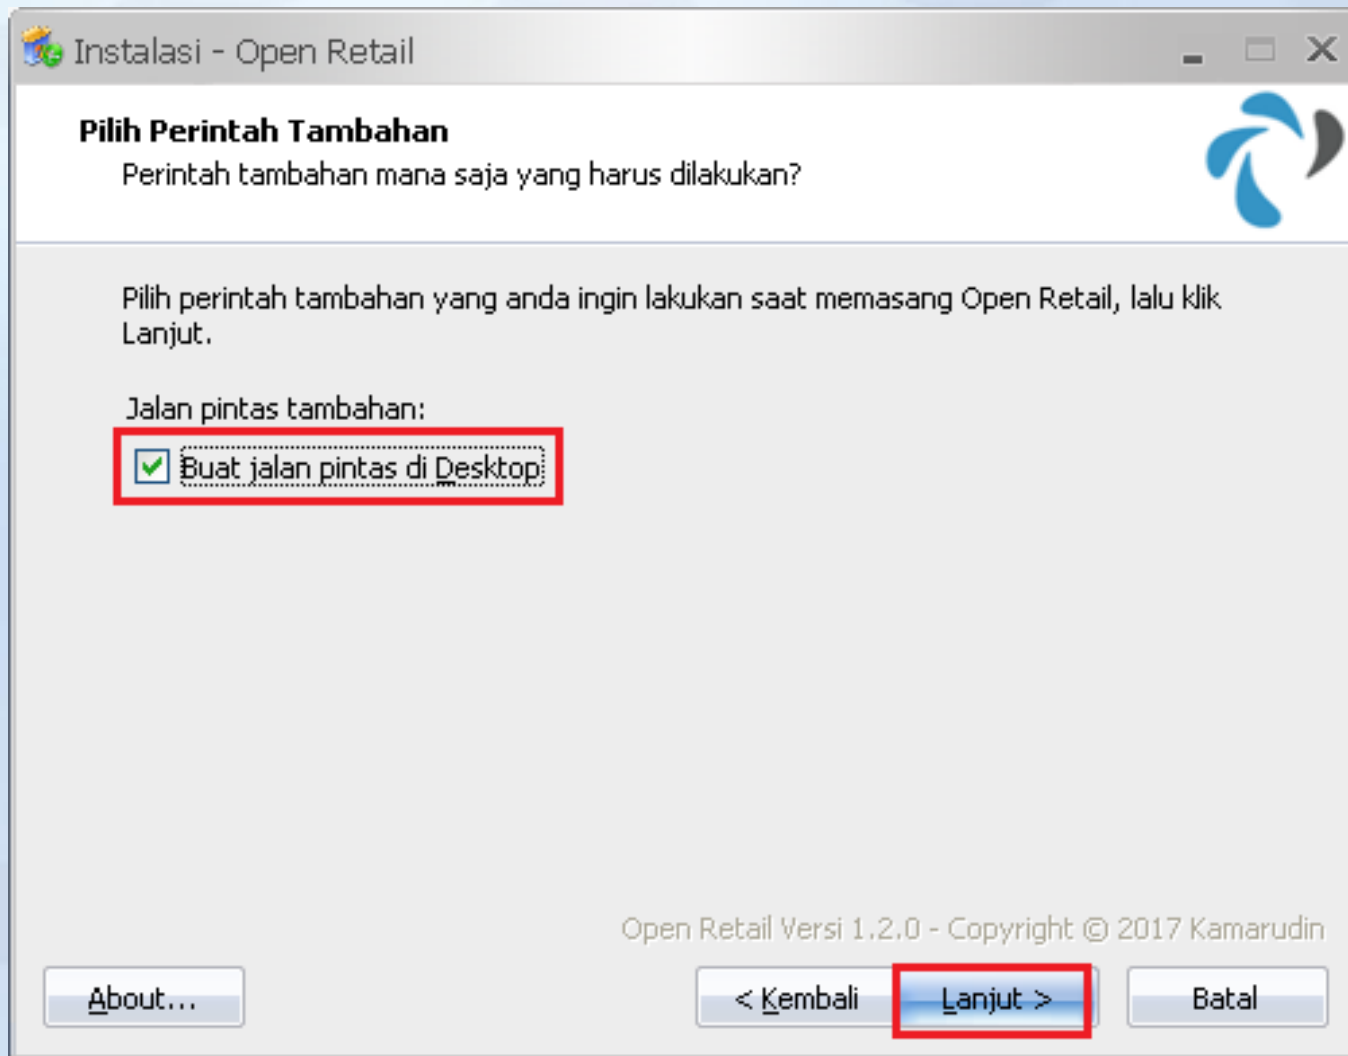 Instalasi - Open Retail
Pilih Perintah Tambahan
Perintah tambahan mana saja yang harus dilakukan?
Pilih perintah tambahan yang anda ingin lakukan saat memasang Open Retail, lalu klik
Lanjut.
Jalan pintas tambahan:
Buat jalan pintas di Desktop
Open Retail Versi 1.2.0 - Copyright © 2017 Kamarudin
About...
< Kembali
Lanjut >
Batal